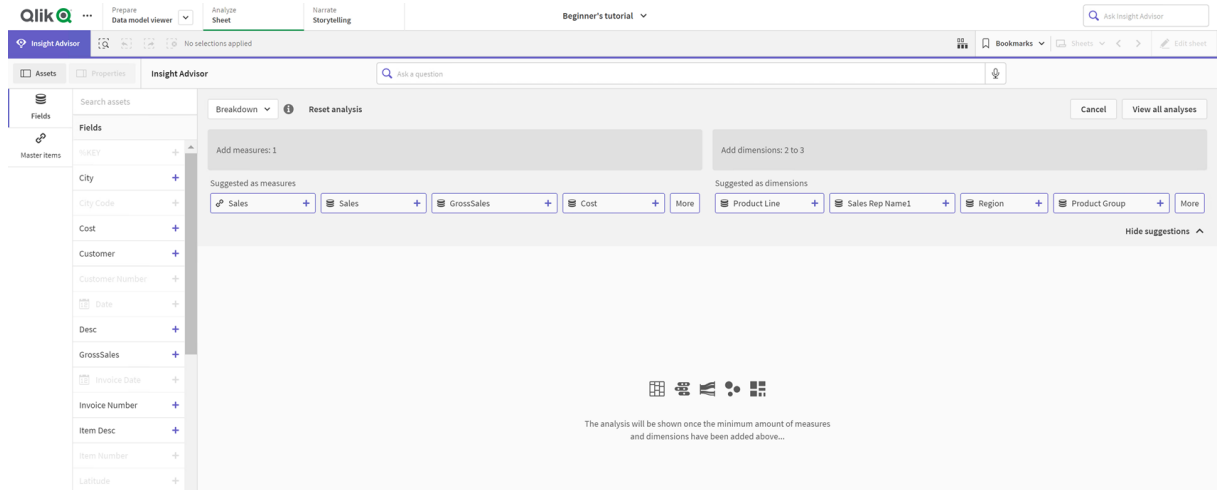 Qlik
Prepare
Data model viewer
Analyze
Sheet
Narrate
Storytelling
Beginner's tutorial
Ask Insight Advisor
Insight Advisor
No selections applied
Bookmarks
Sheets
Edit sheet
Assets
Properties
Insight Advisor
Ask a question
Fields
Master items
Search assets
Fields
%KEY
City
City Code
Cost
Customer
Customer Number
Date
Desc
GrossSales
Invoice Date
Invoice Number
Item Desc
Item Number
Latitude
Breakdown
Reset analysis
Cancel
View all analyses
Add measures: 1
Add dimensions: 2 to 3
Suggested as measures
Sales
Sales
GrossSales
Cost
More
Suggested as dimensions
Product Line
Sales Rep Name1
Region
Product Group
More
Hide suggestions
The analysis will be shown once the minimum amount of measures
and dimensions have been added above...